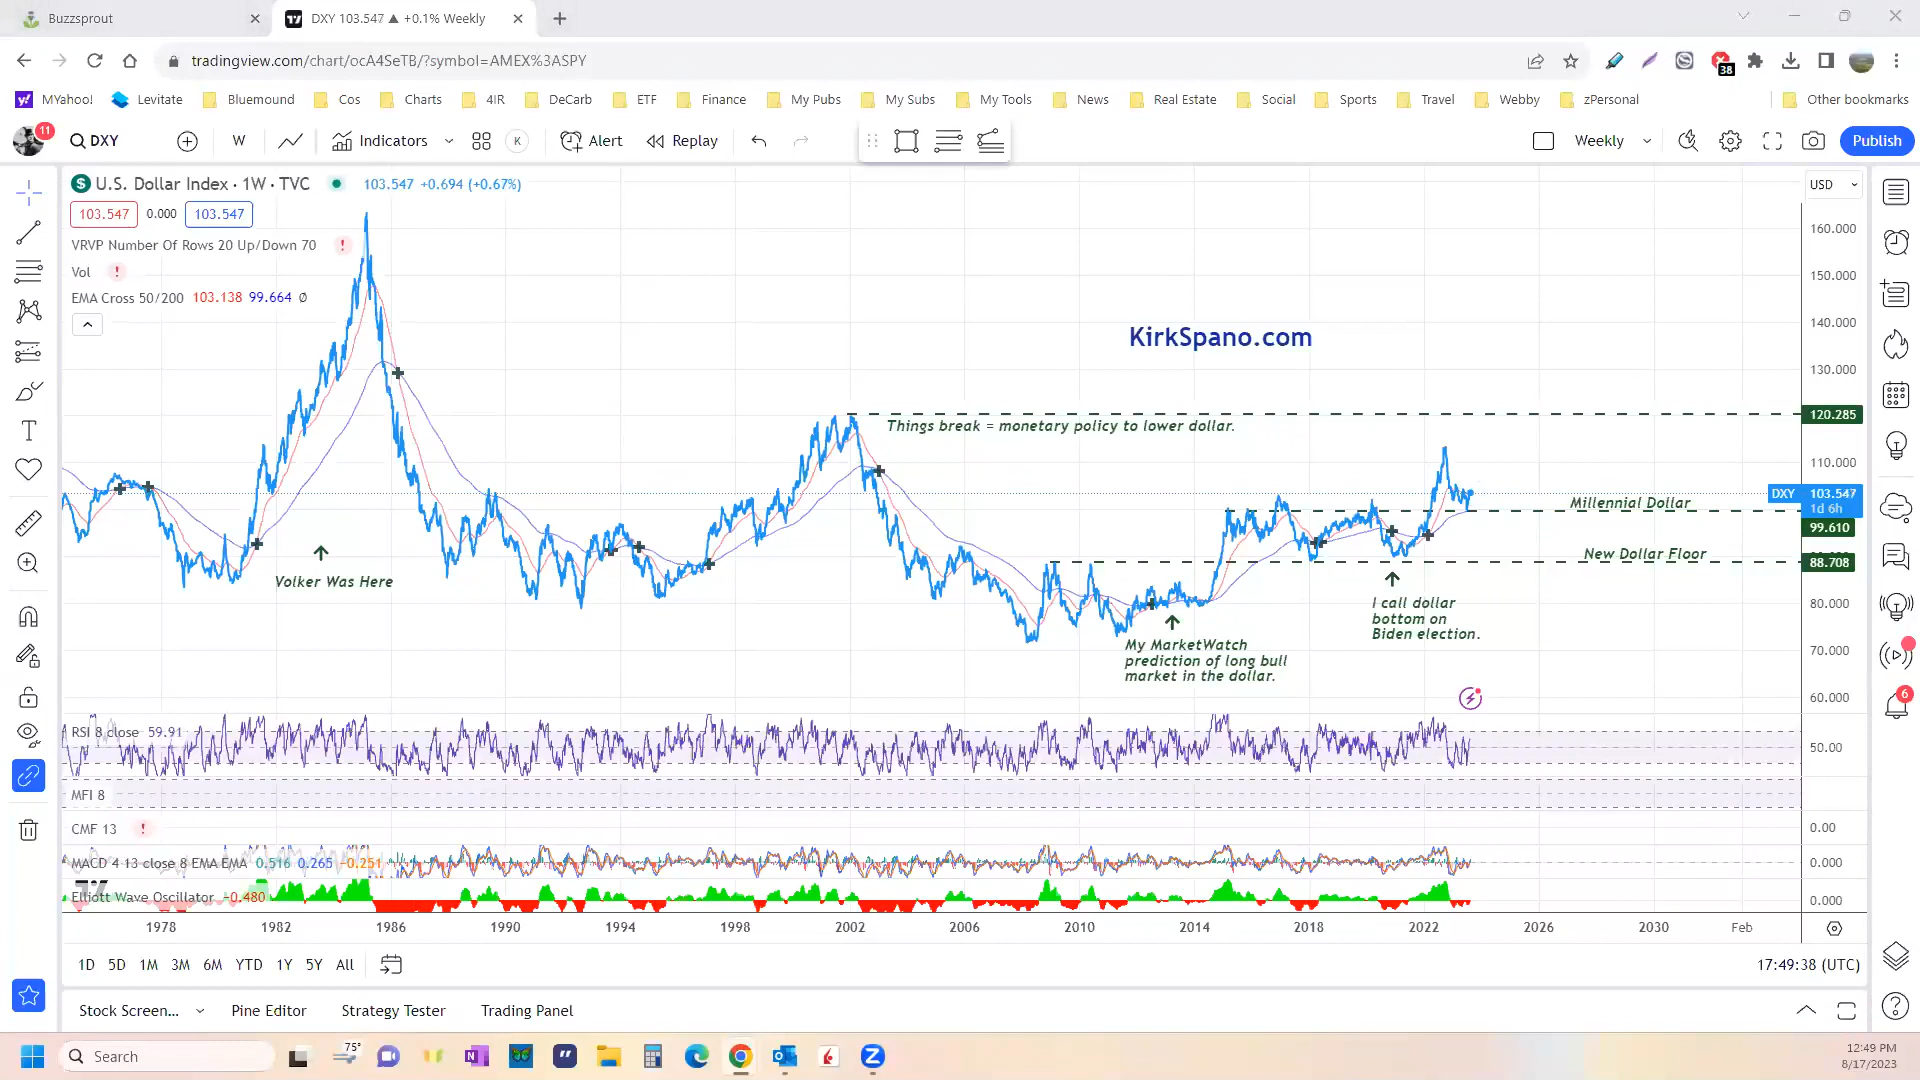 Buzzsprout
DXY 103.547 ▲ +0.1% Weekly
tradingview.com/chart/ocA4SeTB/?symbol=AMEX%3ASPY
38
MYahoo!
Levitate
Bluemound
Cos
Charts
4IR
DeCarb
ETF
Finance
My Pubs
My Subs
My Tools
News
Real Estate
Social
Sports
Travel
Webby
zPersonal
Other bookmarks
11
DXY
W
Indicators
K
Alert
Replay
Weekly
Publish
U.S. Dollar Index · 1W · TVC
103.547 +0.694 (+0.67%)
USD
103.547 0.000 103.547
VRVP Number Of Rows 20 Up/Down 70 !
Vol !
EMA Cross 50/200 103.138 99.664 Ø
160.000
150.000
140.000
130.000
120.285
110.000
DXY 103.547
1d 6h
99.610
88.708
80.000
70.000
60.000
KirkSpano.com
Things break = monetary policy to lower dollar.
Millennial Dollar
New Dollar Floor
Volker Was Here
I call dollar
bottom on
Biden election.
My MarketWatch
prediction of long bull
market in the dollar.
6
RSI 8 close 59.91
50.00
MFI 8
CMF 13 !
0.00
MACD 4 13 close 8 EMA EMA 0.516 0.265 −0.251
0.000
Elliott Wave Oscillator −0.480
0.000
1978 1982 1986 1990 1994 1998 2002 2006 2010 2014 2018 2022 2026 2030 Feb
1D 5D 1M 3M 6M YTD 1Y 5Y All
17:49:38 (UTC)
Stock Screen...
Pine Editor
Strategy Tester
Trading Panel
Search
75°
12:49 PM
8/17/2023